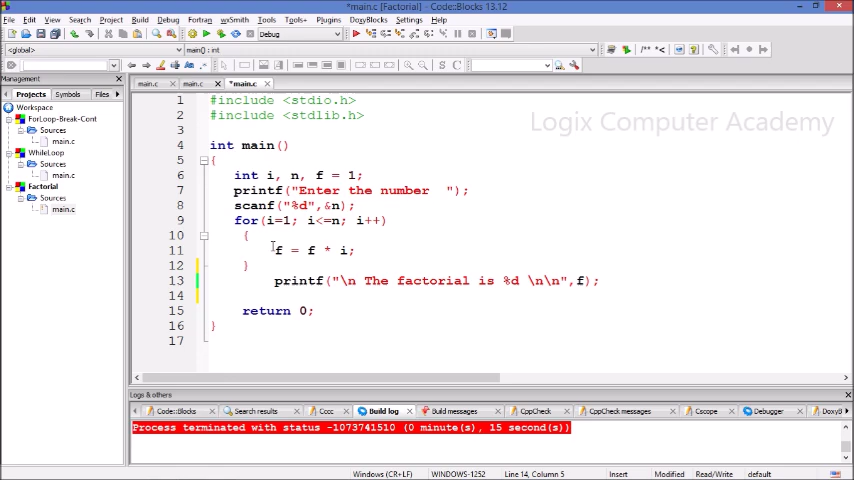 *main.c [Factorial] - Code::Blocks 13.12
File Edit View Search Project Build Debug Fortran wxSmith Tools Tools+ Plugins DoxyBlocks Settings Help
Debug
<global> main() : int
/** *<
Management
Projects Symbols Files
Workspace
ForLoop-Break-Cont
Sources
main.c
WhileLoop
Sources
main.c
Factorial
Sources
main.c
main.c main.c *main.c
Logix Computer Academy
1 #include <stdio.h>
2 #include <stdlib.h>
3
4 int main()
5 {
6 int i, n, f = 1;
7 printf("Enter the number  ");
8 scanf("%d",&n);
9 for(i=1; i<=n; i++)
10 {
11 f = f * i;
12 }
13 printf("\n The factorial is %d \n\n",f);
14
15 return 0;
16 }
17
Logs & others
Code::Blocks Search results Cccc Build log Build messages CppCheck CppCheck messages Cscope Debugger DoxyB
Process terminated with status -1073741510 (0 minute(s), 15 second(s))
Windows (CR+LF) WINDOWS-1252 Line 14, Column 5 Insert Modified Read/Write default